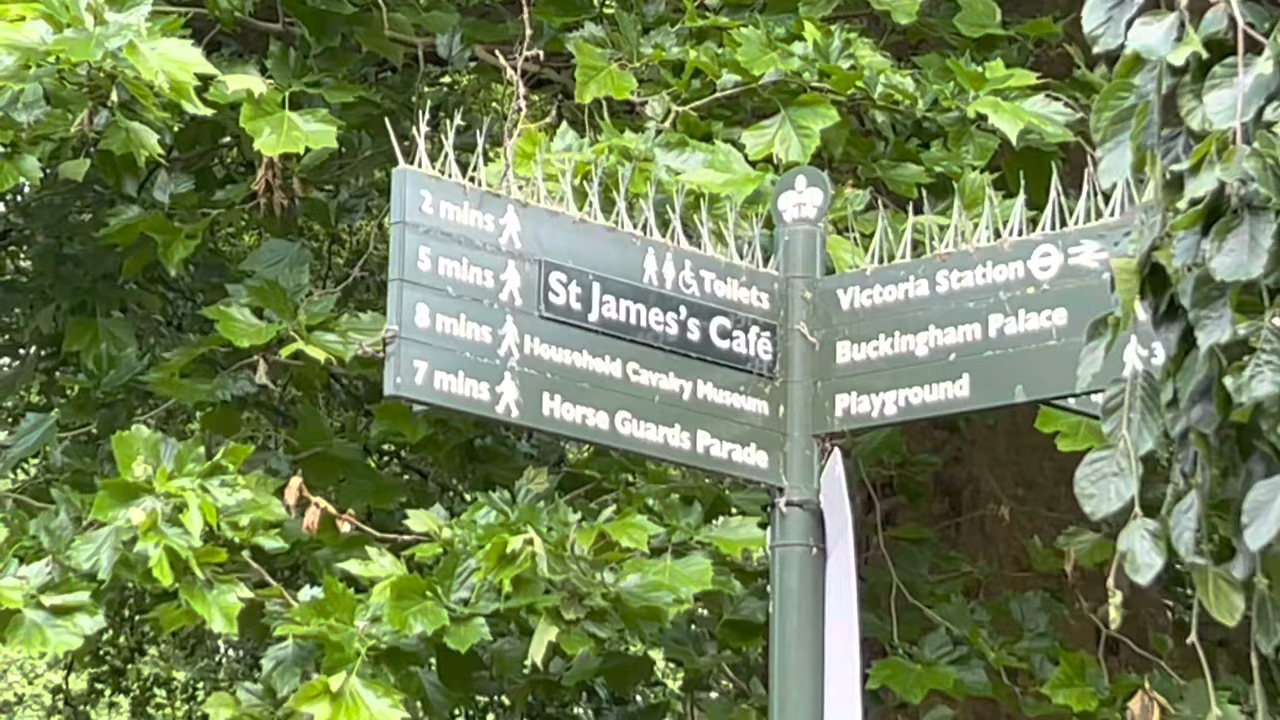 2 mins Toilets
5 mins St James's Café
8 mins Household Cavalry Museum
7 mins Horse Guards Parade
Victoria Station
Buckingham Palace
Playground 3